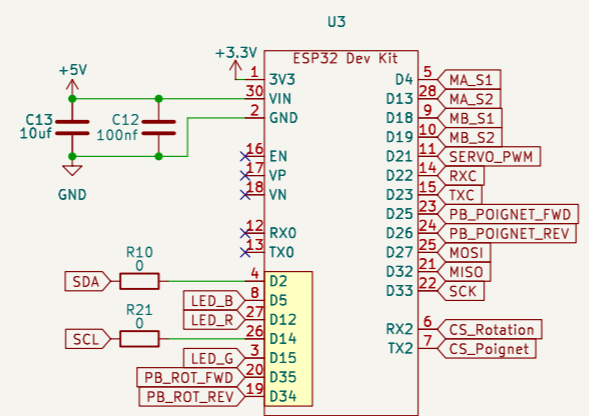 U3
ESP32 Dev Kit
+3.3V
+5V
C13
10uf
C12
100nf
GND
1 3V3
30 VIN
2 GND
16 EN
17 VP
18 VN
12 RX0
13 TX0
R10
0
SDA 4 D2
LED_B 8 D5
LED_R 27 D12
R21
0
SCL 26 D14
LED_G 3 D15
PB_ROT_FWD 20 D35
PB_ROT_REV 19 D34
D4 5 MA_S1
D13 28 MA_S2
D18 9 MB_S1
D19 10 MB_S2
D21 11 SERVO_PWM
D22 14 RXC
D23 15 TXC
D25 23 PB_POIGNET_FWD
D26 24 PB_POIGNET_REV
D27 25 MOSI
D32 21 MISO
D33 22 SCK
RX2 6 CS_Rotation
TX2 7 CS_Poignet